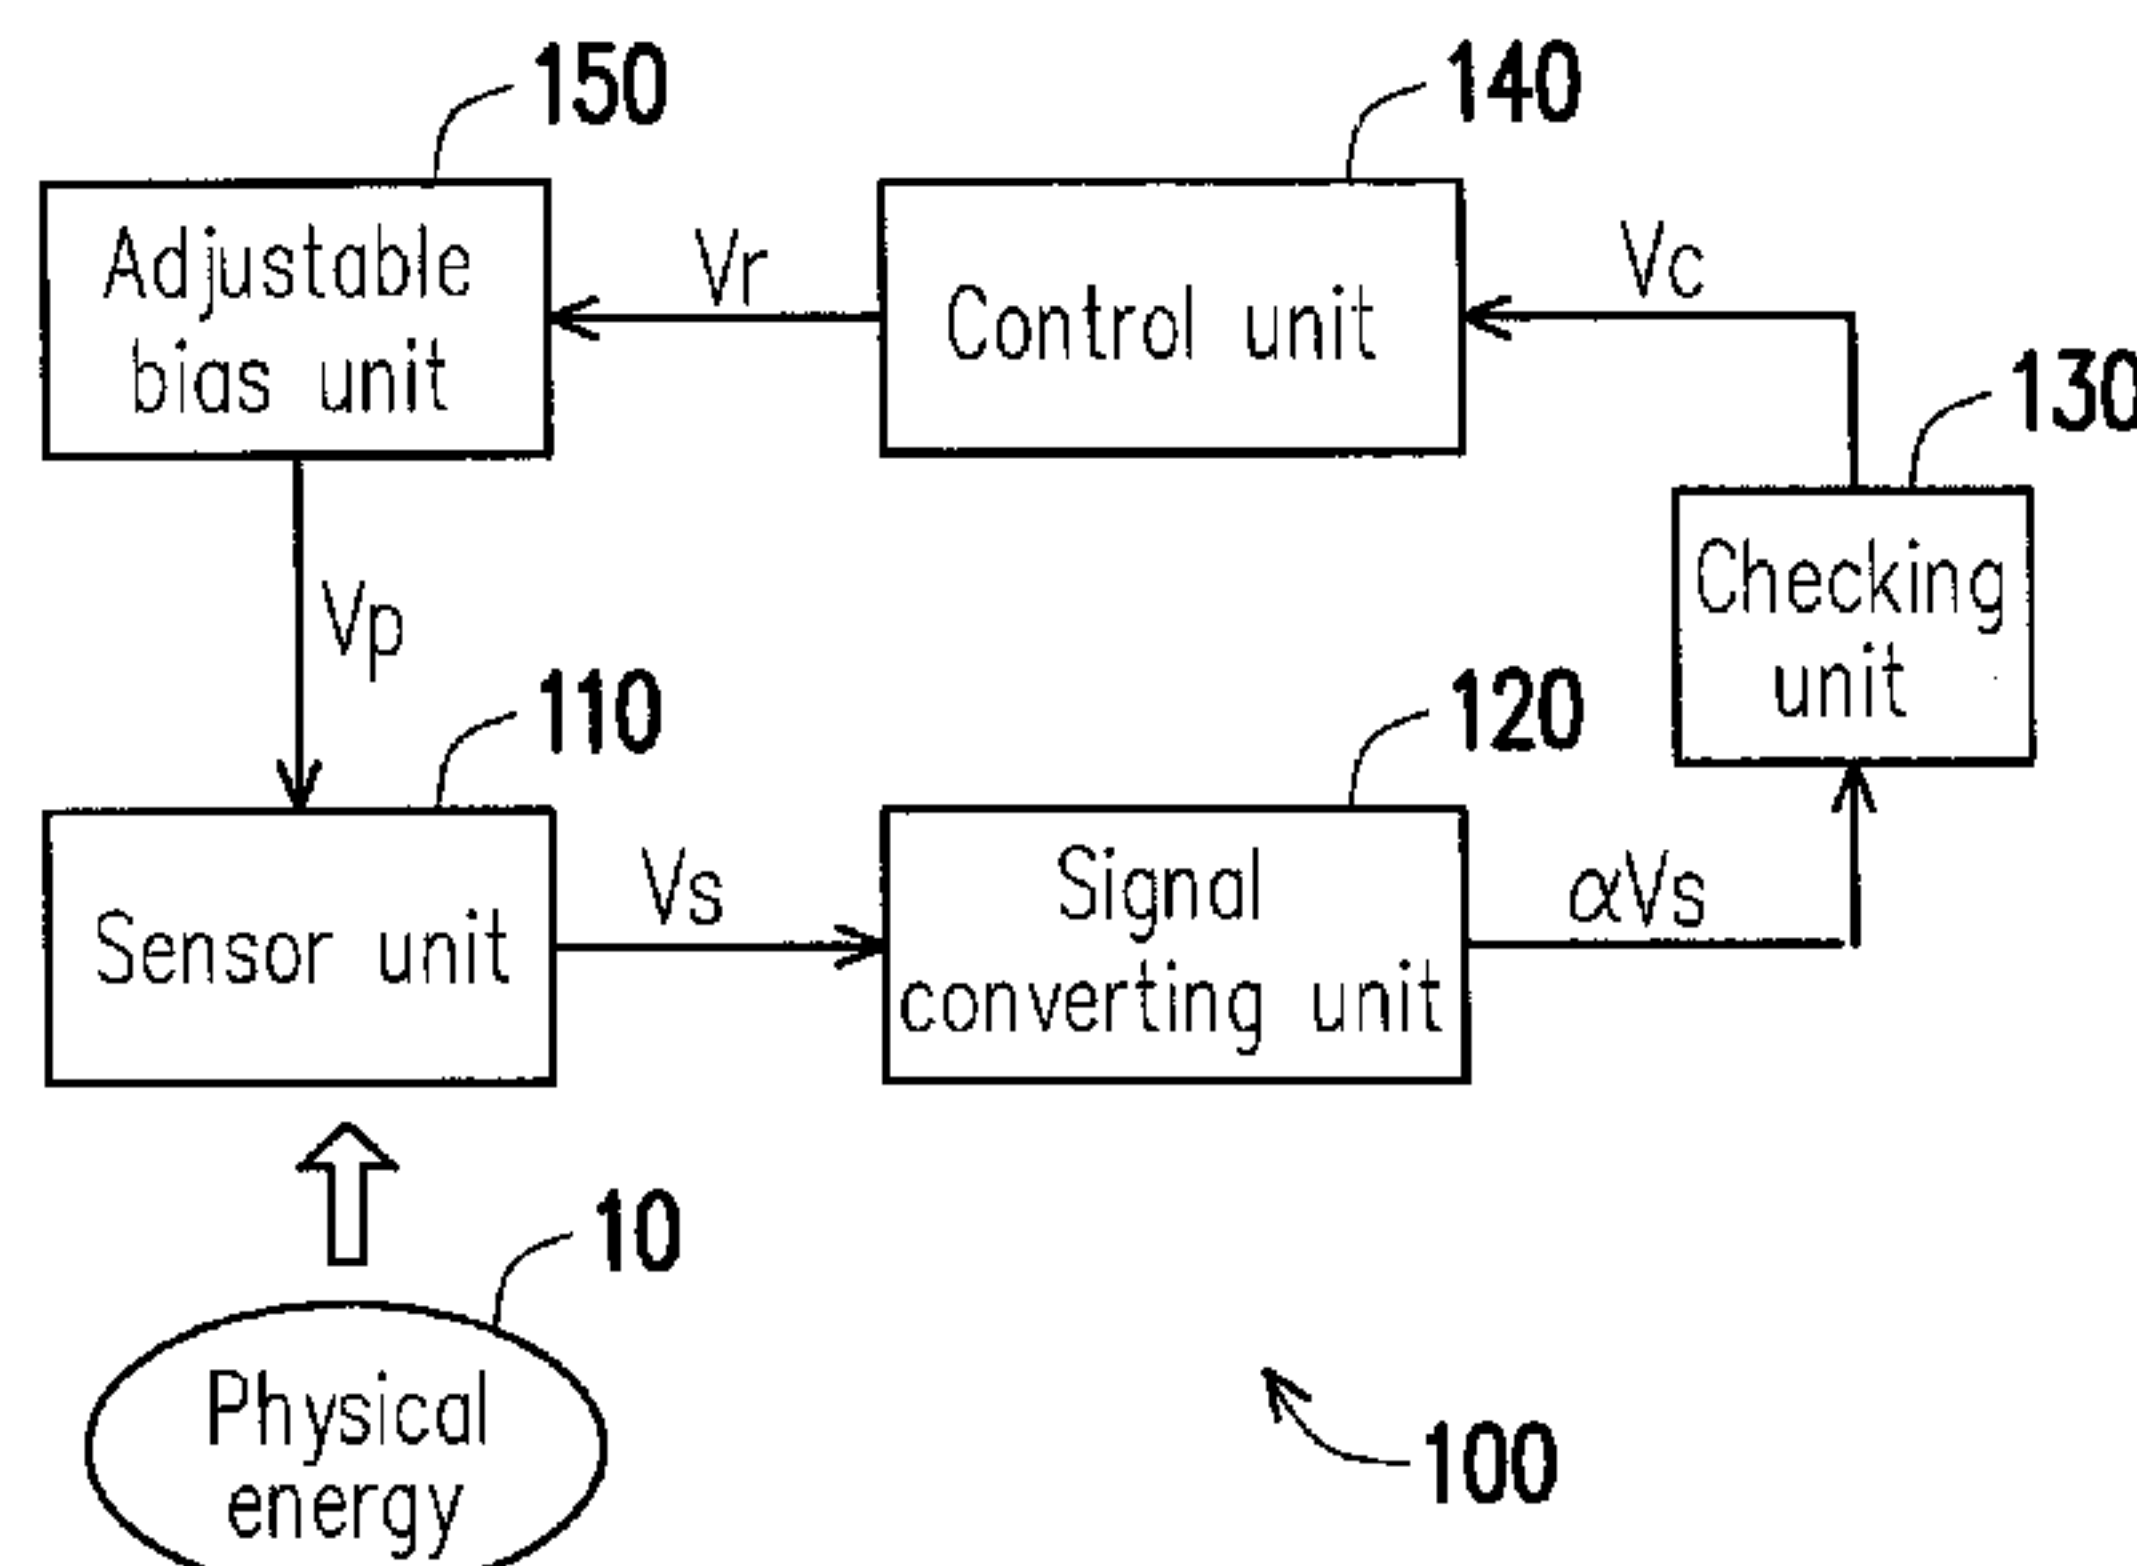 150
140
Adjustable
bias unit
Vr
Control unit
Vc
130
Checking
unit
Vp
110
120
Sensor unit
Vs
Signal
converting unit
αVs
10
Physical
energy
100